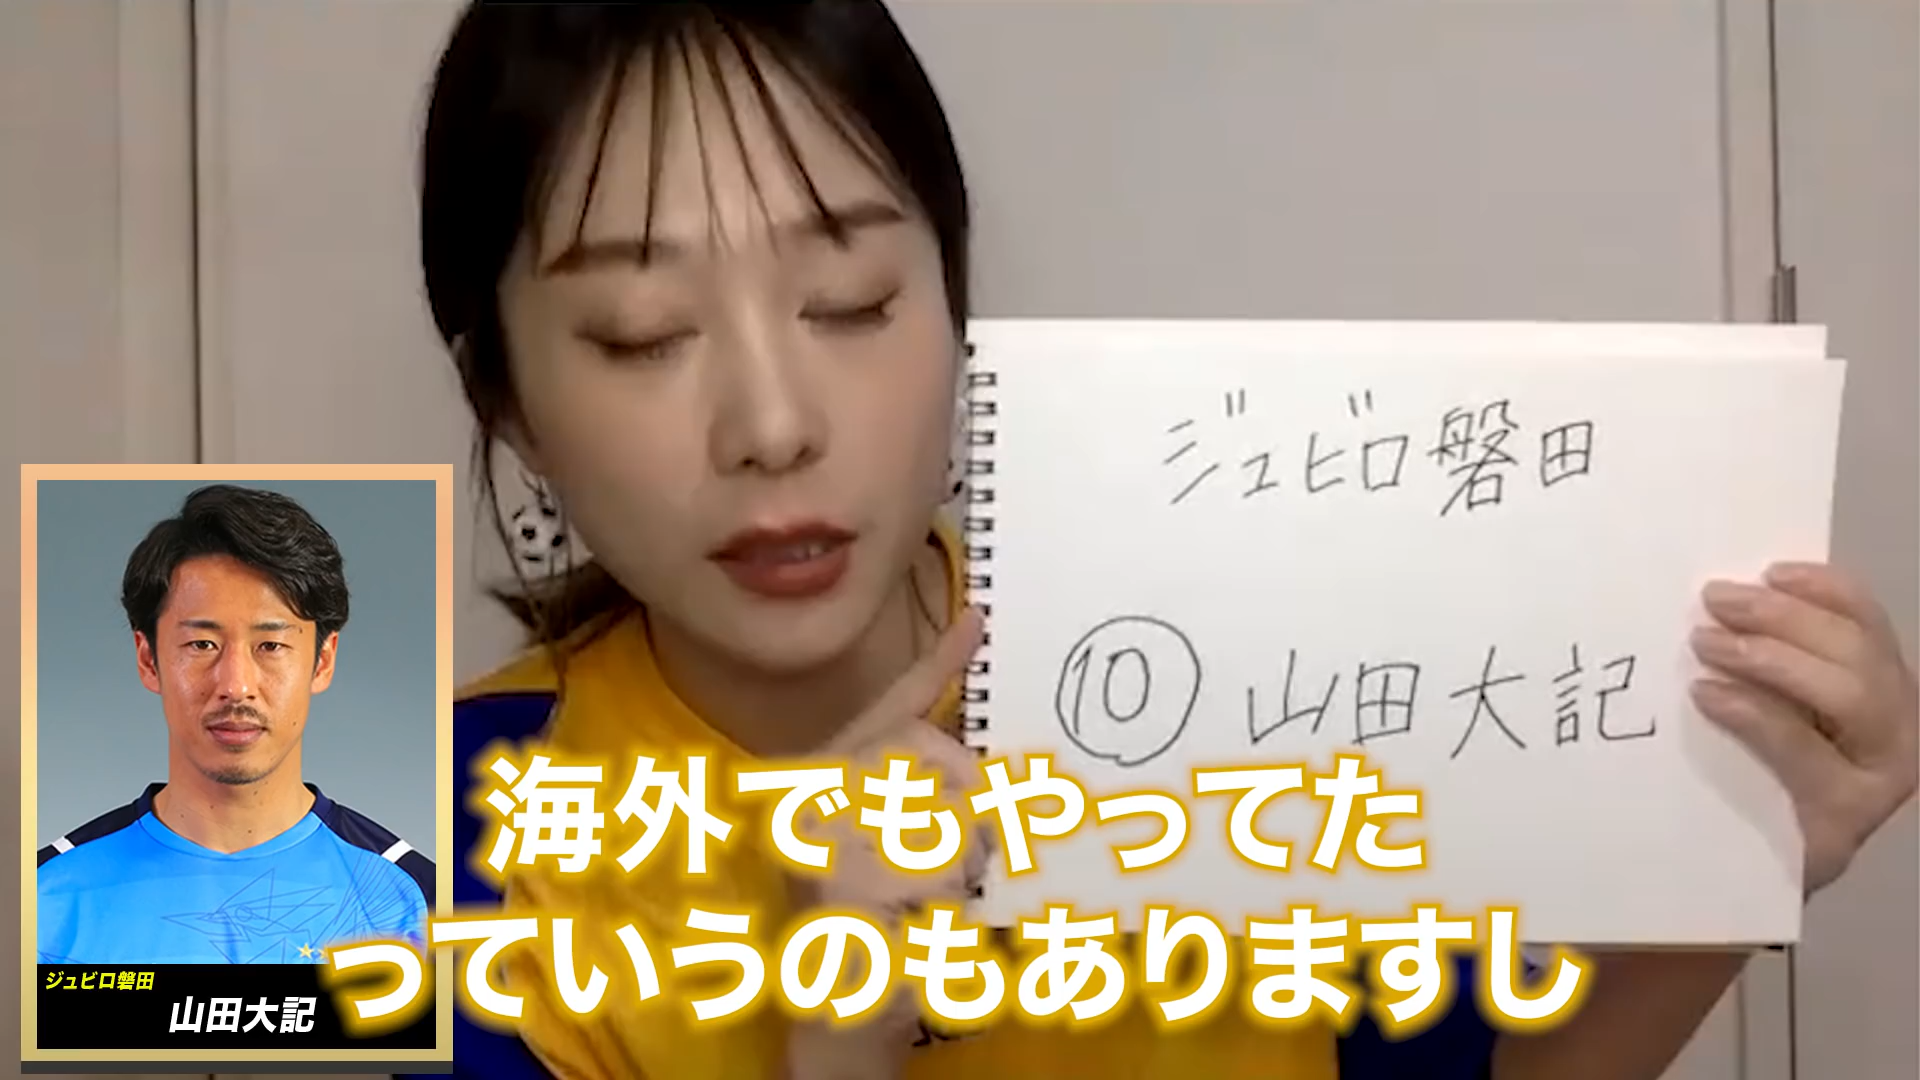 ジュビロ磐田
⑩ 山田大記
ジュビロ磐田
山田大記
海外でもやってた
っていうのもありますし